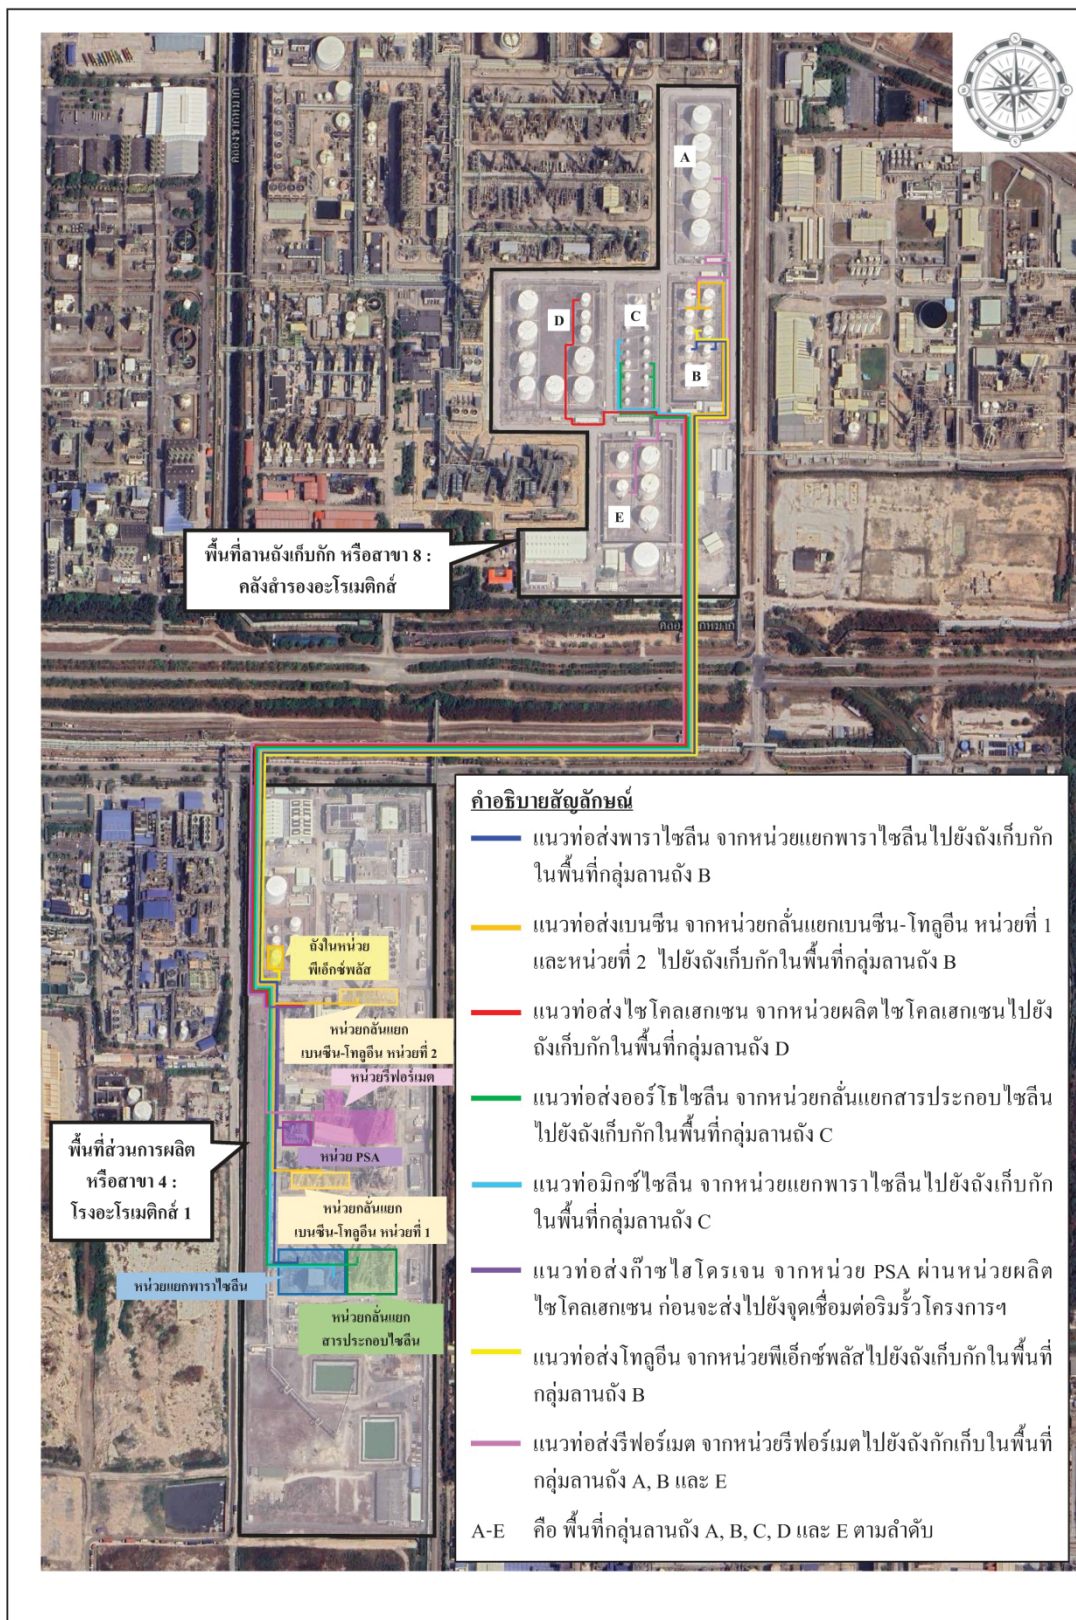 คลองชากหมาก
A
D
C
B
E
พื้นที่ลานถังเก็บกัก หรือสาขา 8 :
คลังสำรองอะโรเมติกส์
ถังในหน่วย
พีเอ็กซ์พลัส
หน่วยกลั่นแยก
เบนซีน-โทลูอีน หน่วยที่ 2
หน่วยรีฟอร์เมต
หน่วย PSA
พื้นที่ส่วนการผลิต
หรือสาขา 4 :
โรงอะโรเมติกส์ 1
หน่วยกลั่นแยก
เบนซีน-โทลูอีน หน่วยที่ 1
หน่วยแยกพาราไซลีน
หน่วยกลั่นแยก
สารประกอบไซลีน
คำอธิบายสัญลักษณ์
แนวท่อส่งพาราไซลีน จากหน่วยแยกพาราไซลีนไปยังถังเก็บกัก
ในพื้นที่กลุ่มลานถัง B
แนวท่อส่งเบนซีน จากหน่วยกลั่นแยกเบนซีน-โทลูอีน หน่วยที่ 1
และหน่วยที่ 2 ไปยังถังเก็บกักในพื้นที่กลุ่มลานถัง B
แนวท่อส่งไซโคลเฮกเซน จากหน่วยผลิตไซโคลเฮกเซนไปยัง
ถังเก็บกักในพื้นที่กลุ่มลานถัง D
แนวท่อส่งออร์โธไซลีน จากหน่วยกลั่นแยกสารประกอบไซลีน
ไปยังถังเก็บกักในพื้นที่กลุ่มลานถัง C
แนวท่อมิกซ์ไซลีน จากหน่วยแยกพาราไซลีนไปยังถังเก็บกัก
ในพื้นที่กลุ่มลานถัง C
แนวท่อส่งก๊าซไฮโดรเจน จากหน่วย PSA ผ่านหน่วยผลิต
ไซโคลเฮกเซน ก่อนจะส่งไปยังจุดเชื่อมต่อริมรั้วโครงการฯ
แนวท่อส่งโทลูอีน จากหน่วยพีเอ็กซ์พลัสไปยังถังเก็บกักในพื้นที่
กลุ่มลานถัง B
แนวท่อส่งรีฟอร์เมต จากหน่วยรีฟอร์เมตไปยังถังกักเก็บในพื้นที่
กลุ่มลานถัง A, B และ E
A-E คือ พื้นที่กลุ่นลานถัง A, B, C, D และ E ตามลำดับ